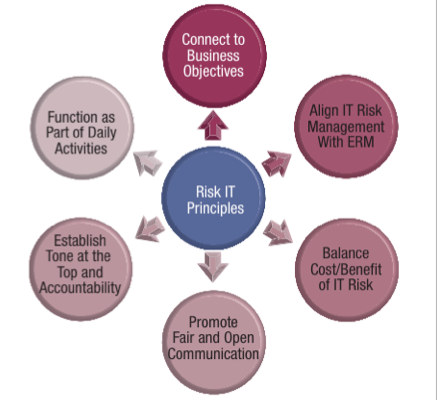 Connect to
Business
Objectives
Align IT Risk
Management
With ERM
Balance
Cost/Benefit
of IT Risk
Promote
Fair and Open
Communication
Establish
Tone at the
Top and
Accountability
Function as
Part of Daily
Activities
Risk IT
Principles